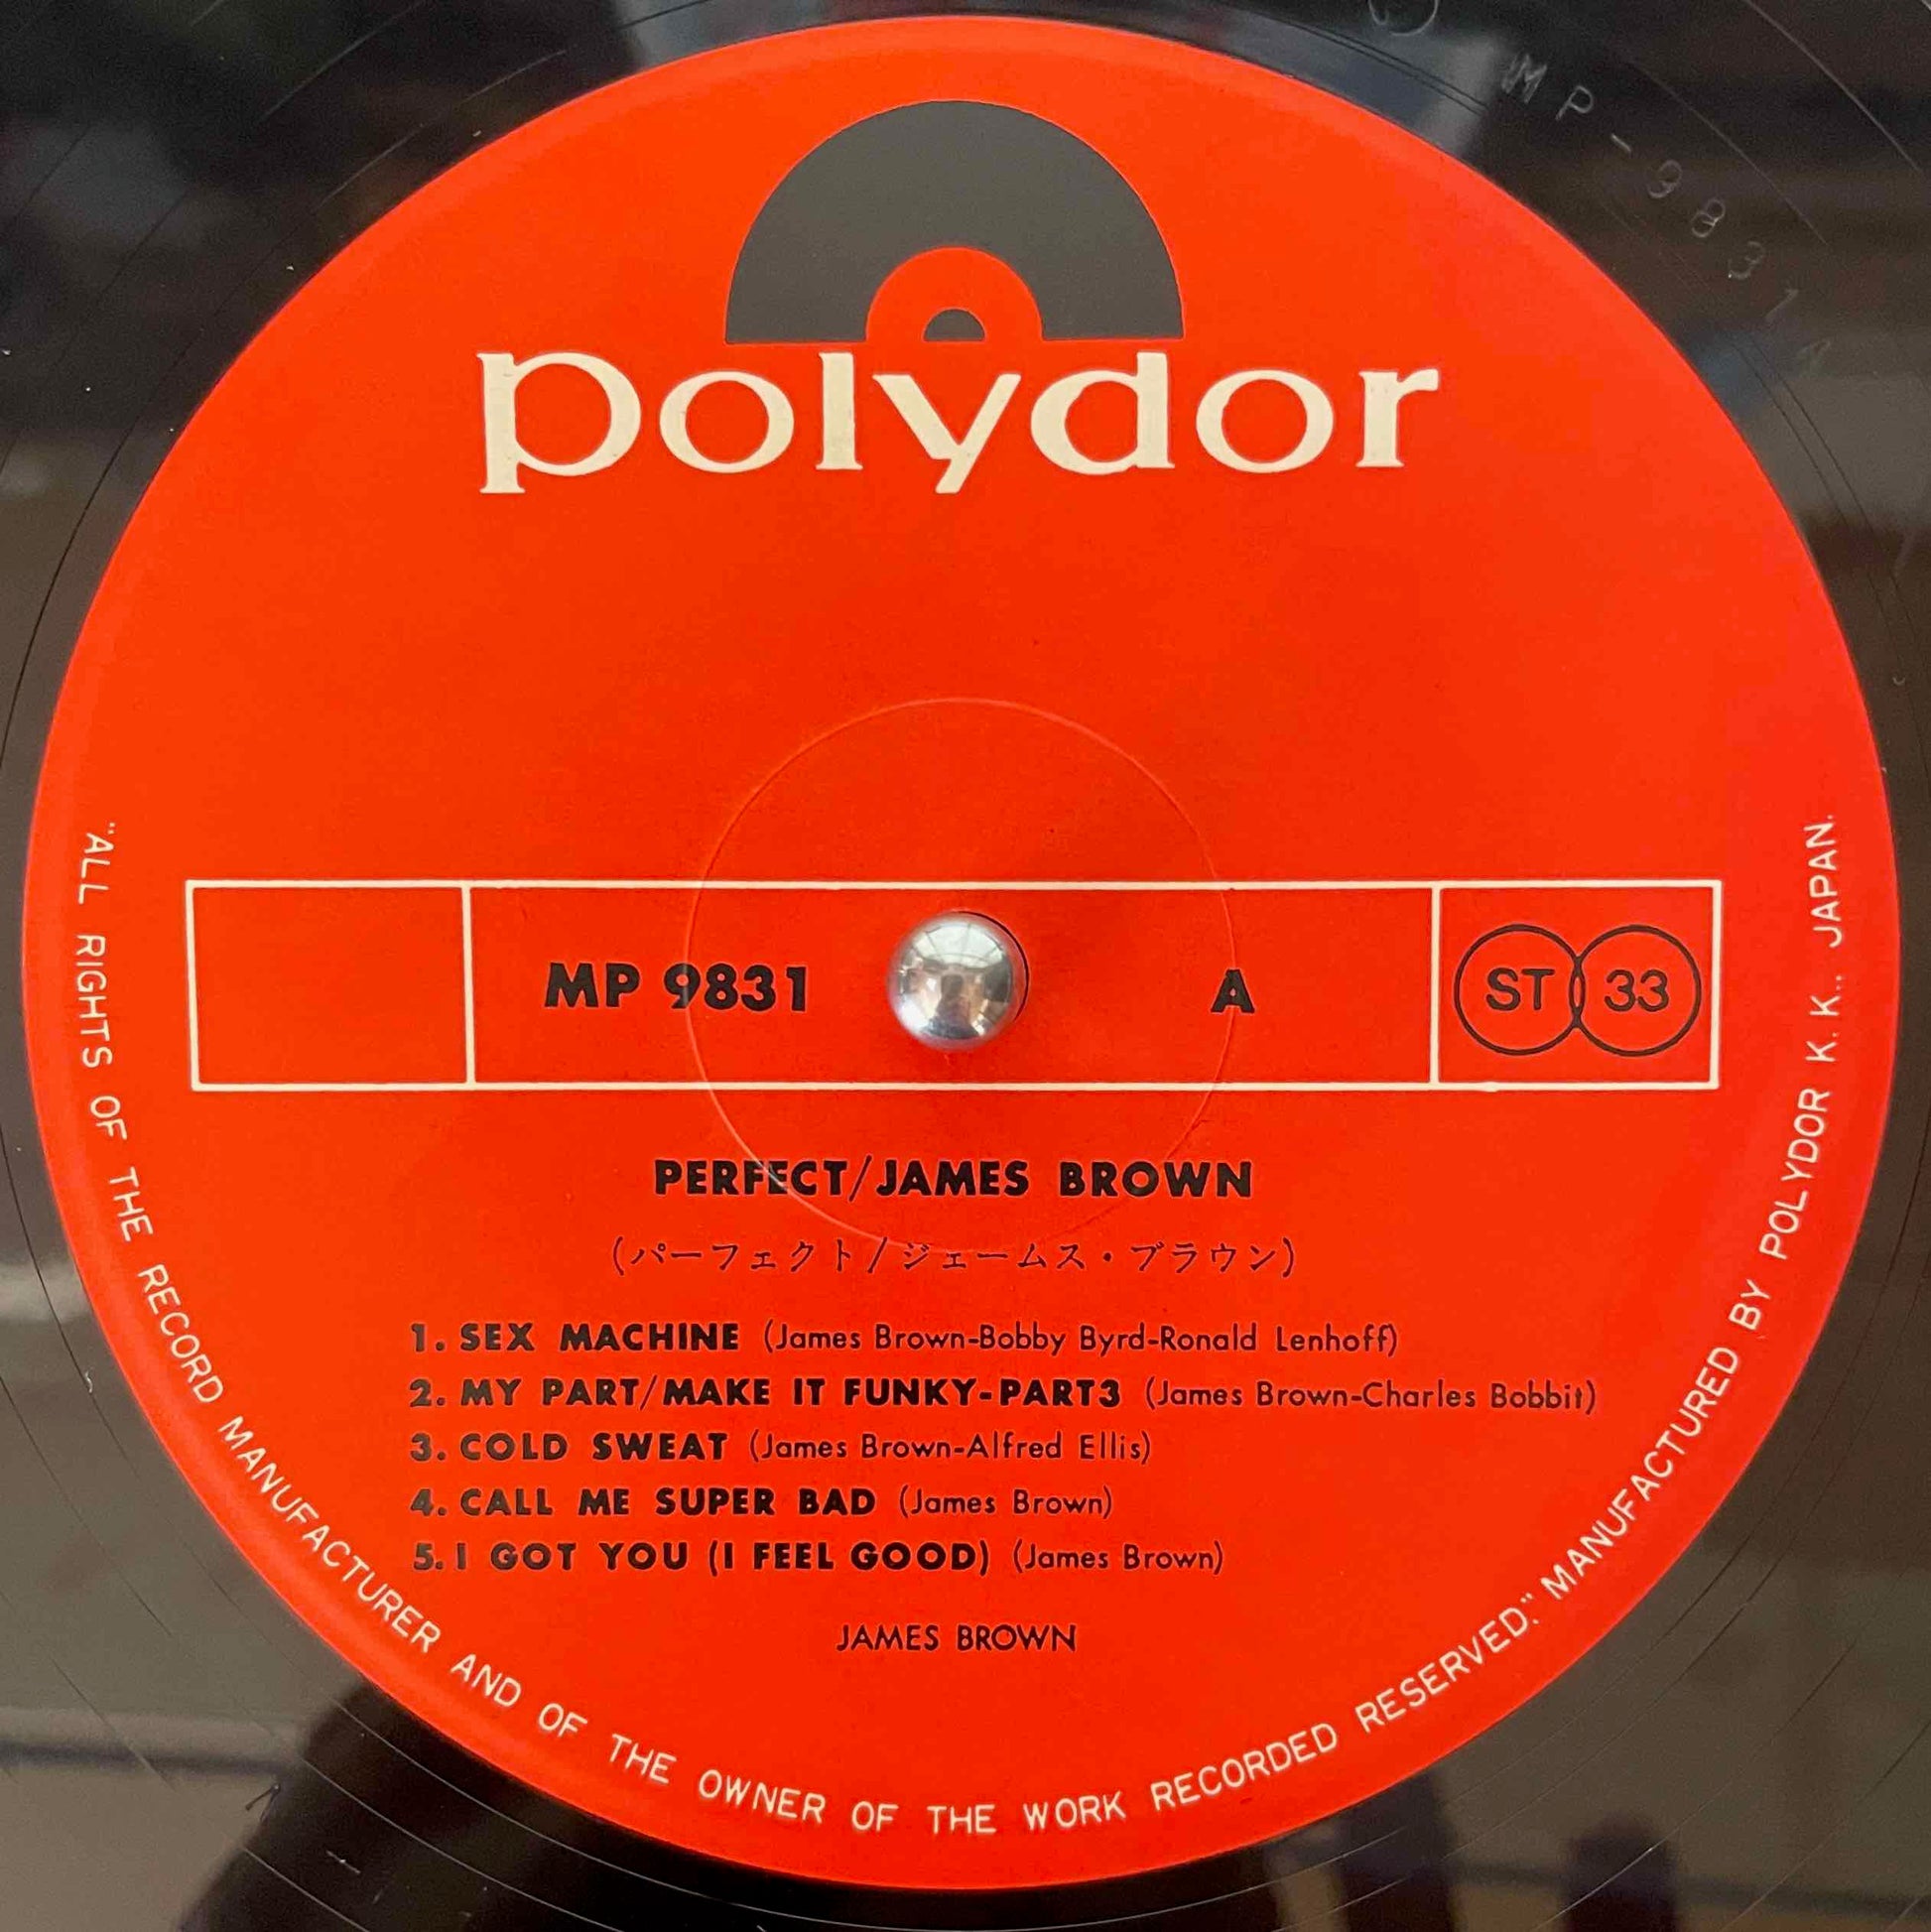 MP-9831A
polydor
MP 9831 A ST 33
PERFECT/JAMES BROWN
(パーフェクト/ジェームス・ブラウン)
1. SEX MACHINE (James Brown-Bobby Byrd-Ronald Lenhoff)
2. MY PART/MAKE IT FUNKY-PART3 (James Brown-Charles Bobbit)
3. COLD SWEAT (James Brown-Alfred Ellis)
4. CALL ME SUPER BAD (James Brown)
5. I GOT YOU (I FEEL GOOD) (James Brown)
JAMES BROWN
"ALL RIGHTS OF THE RECORD MANUFACTURER AND OF THE OWNER OF THE WORK RECORDED RESERVED." MANUFACTURED BY POLYDOR K.K., JAPAN.